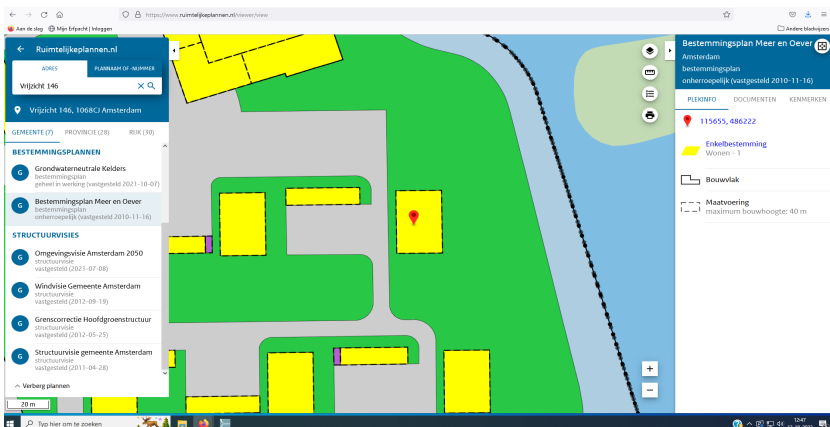 https://www.ruimtelijkeplannen.nl/viewer/view
Aan de slag
Mijn Erfpacht | Inloggen
Andere bladwijzers
Ruimtelijkeplannen.nl
ADRES
PLANNAAM OF -NUMMER
Vrijzicht 146
Vrijzicht 146, 1068CJ Amsterdam
GEMEENTE (7)
PROVINCIE (28)
RIJK (30)
BESTEMMINGSPLANNEN
G
Grondwaterneutrale Kelders
bestemmingsplan
geheel in werking (vastgesteld 2021-10-07)
G
Bestemmingsplan Meer en Oever
bestemmingsplan
onherroepelijk (vastgesteld 2010-11-16)
STRUCTUURVISIES
G
Omgevingsvisie Amsterdam 2050
structuurvisie
vastgesteld (2021-07-08)
G
Windvisie Gemeente Amsterdam
structuurvisie
vastgesteld (2012-09-19)
G
Grenscorrectie Hoofdgroenstructuur
structuurvisie
vastgesteld (2012-05-25)
G
Structuurvisie gemeente Amsterdam
structuurvisie
vastgesteld (2011-04-28)
Verberg plannen
20 m
Bestemmingsplan Meer en Oever
Amsterdam
bestemmingsplan
onherroepelijk (vastgesteld 2010-11-16)
PLEKINFO
DOCUMENTEN
KENMERKEN
115655, 486222
Enkelbestemming
Wonen - 1
Bouwvlak
Maatvoering
maximum bouwhoogte: 40 m
Typ hier om te zoeken
12:47